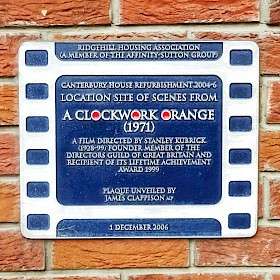 RIDGEHILL HOUSING ASSOCIATION
(A MEMBER OF THE AFFINITY-SUTTON GROUP)
CANTERBURY HOUSE REFURBISHMENT 2004-6
LOCATION SITE OF SCENES FROM
A CLOCKWORK ORANGE
(1971)
A FILM DIRECTED BY STANLEY KUBRICK
(1928-99) FOUNDER MEMBER OF THE
DIRECTORS GUILD OF GREAT BRITAIN AND
RECIPIENT OF ITS LIFETIME ACHIEVEMENT
AWARD 1999
PLAQUE UNVEILED BY
JAMES CLAPPISON MP
1 DECEMBER 2006